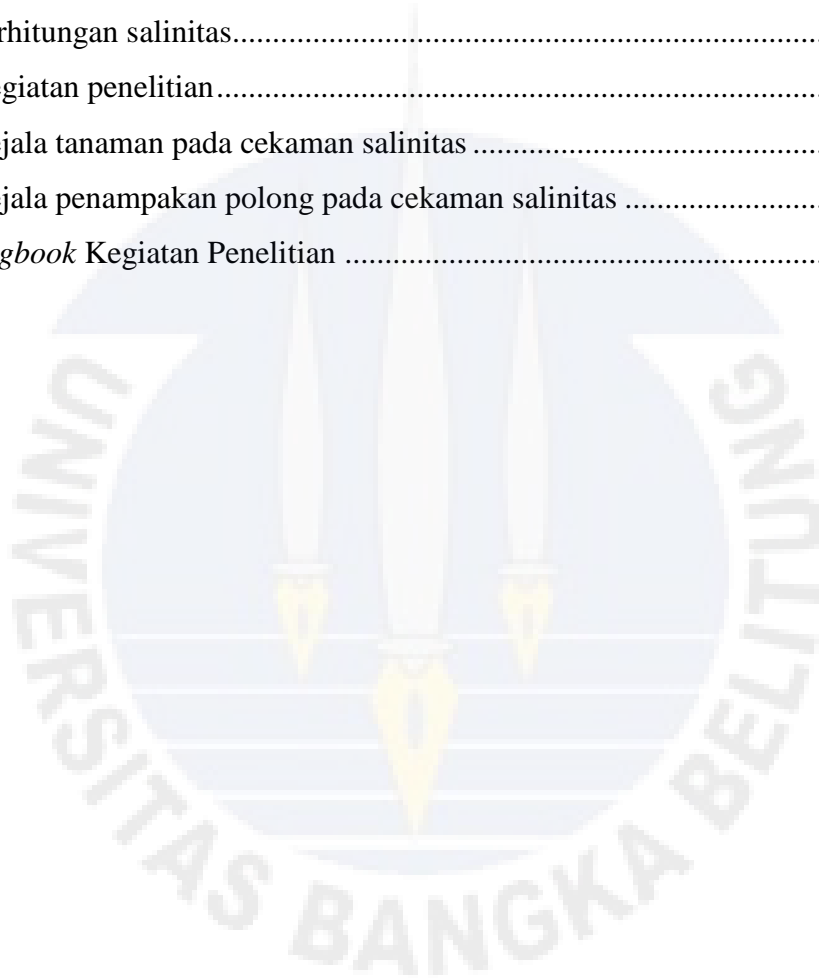 rhitungan salinitas
egiatan penelitian
jala tanaman pada cekaman salinitas
jala penampakan polong pada cekaman salinitas
gbook Kegiatan Penelitian
UNIVERSITAS BANGKA BELITUNG